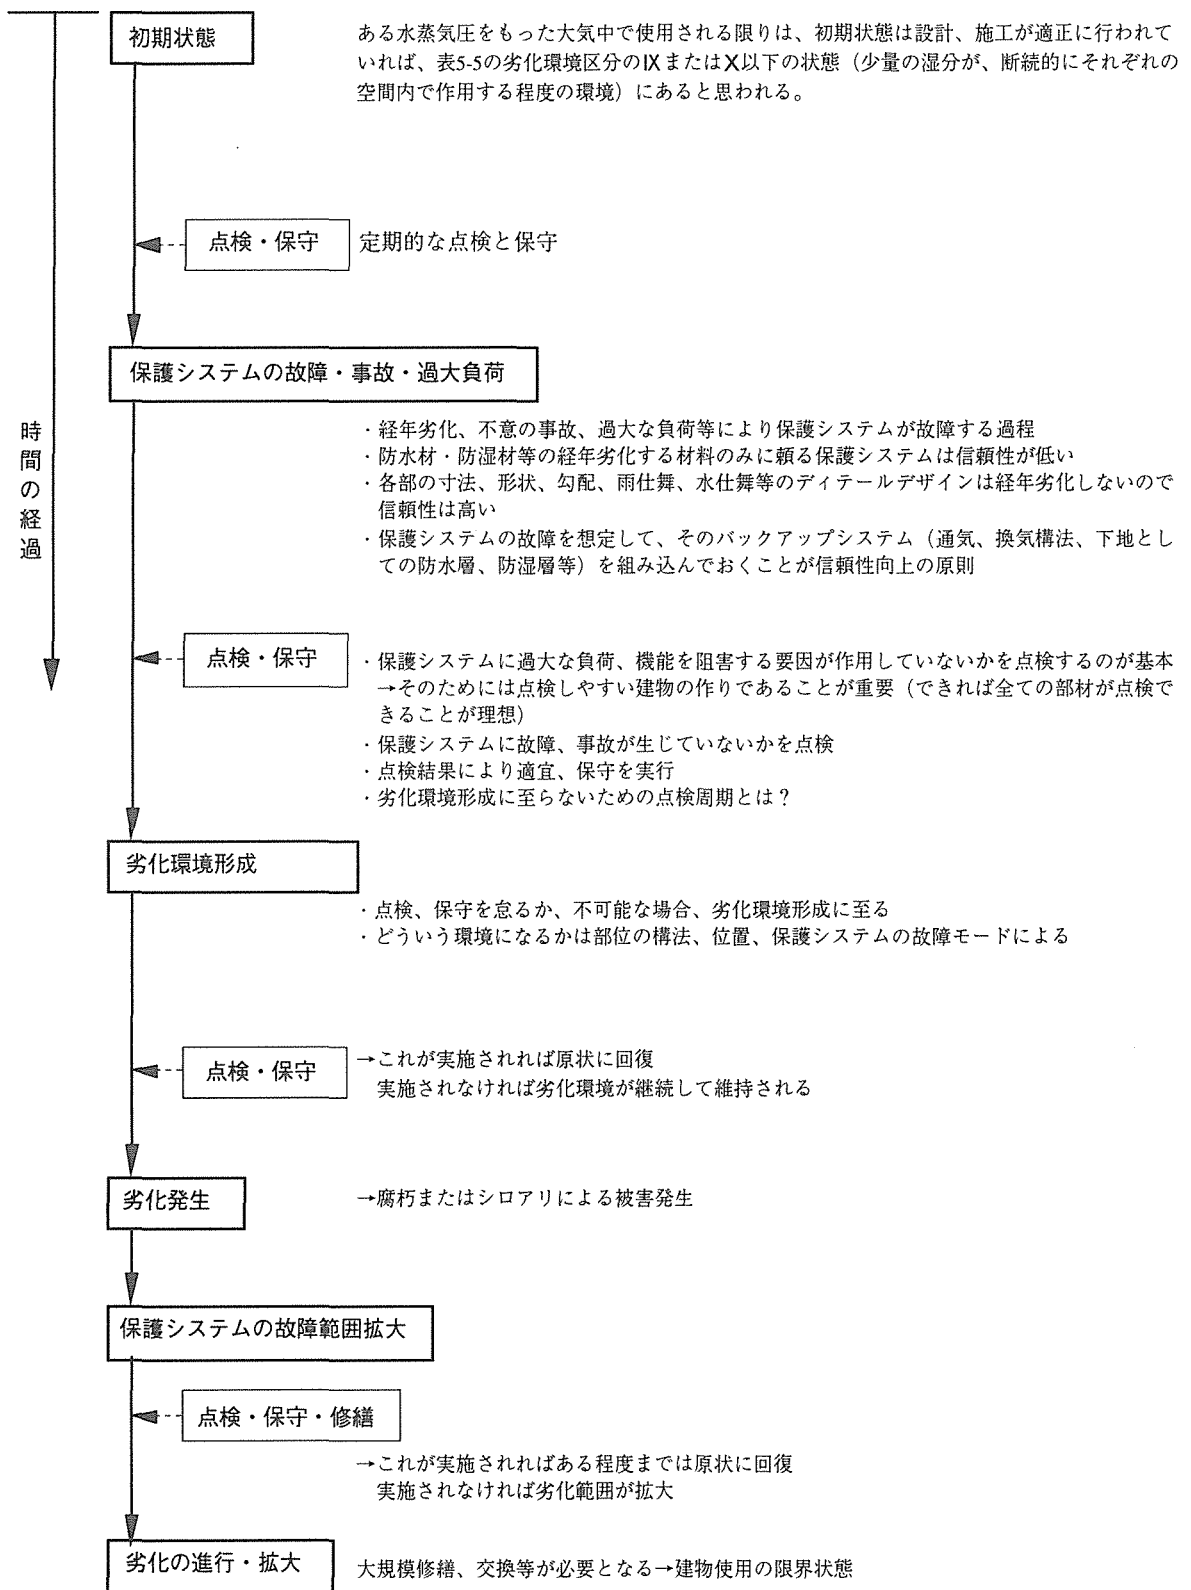 初期状態
ある水蒸気圧をもった大気中で使用される限りは、初期状態は設計、施工が適正に行われて
いれば、表5-5の劣化環境区分のⅨまたはⅩ以下の状態（少量の湿分が、断続的にそれぞれの
空間内で作用する程度の環境）にあると思われる。
点検・保守
定期的な点検と保守
保護システムの故障・事故・過大負荷
時間の経過
・経年劣化、不意の事故、過大な負荷等により保護システムが故障する過程
・防水材・防湿材等の経年劣化する材料のみに頼る保護システムは信頼性が低い
・各部の寸法、形状、勾配、雨仕舞、水仕舞等のディテールデザインは経年劣化しないので
信頼性は高い
・保護システムの故障を想定して、そのバックアップシステム（通気、換気構法、下地とし
ての防水層、防湿層等）を組み込んでおくことが信頼性向上の原則
点検・保守
・保護システムに過大な負荷、機能を阻害する要因が作用していないかを点検するのが基本
→そのためには点検しやすい建物の作りであることが重要（できれば全ての部材が点検で
きることが理想）
・保護システムに故障、事故が生じていないかを点検
・点検結果により適宜、保守を実行
・劣化環境形成に至らないための点検周期とは？
劣化環境形成
・点検、保守を怠るか、不可能な場合、劣化環境形成に至る
・どういう環境になるかは部位の構法、位置、保護システムの故障モードによる
点検・保守
→これが実施されれば原状に回復
実施されなければ劣化環境が継続して維持される
劣化発生
→腐朽またはシロアリによる被害発生
保護システムの故障範囲拡大
点検・保守・修繕
→これが実施されればある程度までは原状に回復
実施されなければ劣化範囲が拡大
劣化の進行・拡大
大規模修繕、交換等が必要となる→建物使用の限界状態